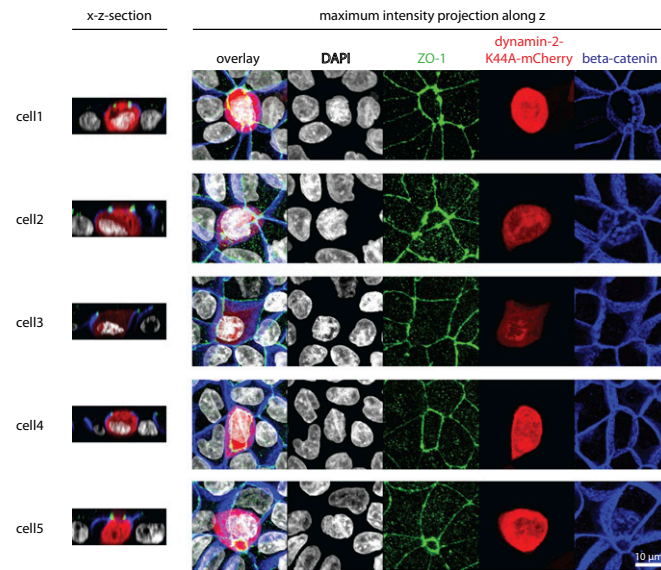 x-z-section
maximum intensity projection along z
overlay
DAPI
ZO-1
dynamin-2-
K44A-mCherry
beta-catenin
cell1
cell2
cell3
cell4
cell5
10 µm